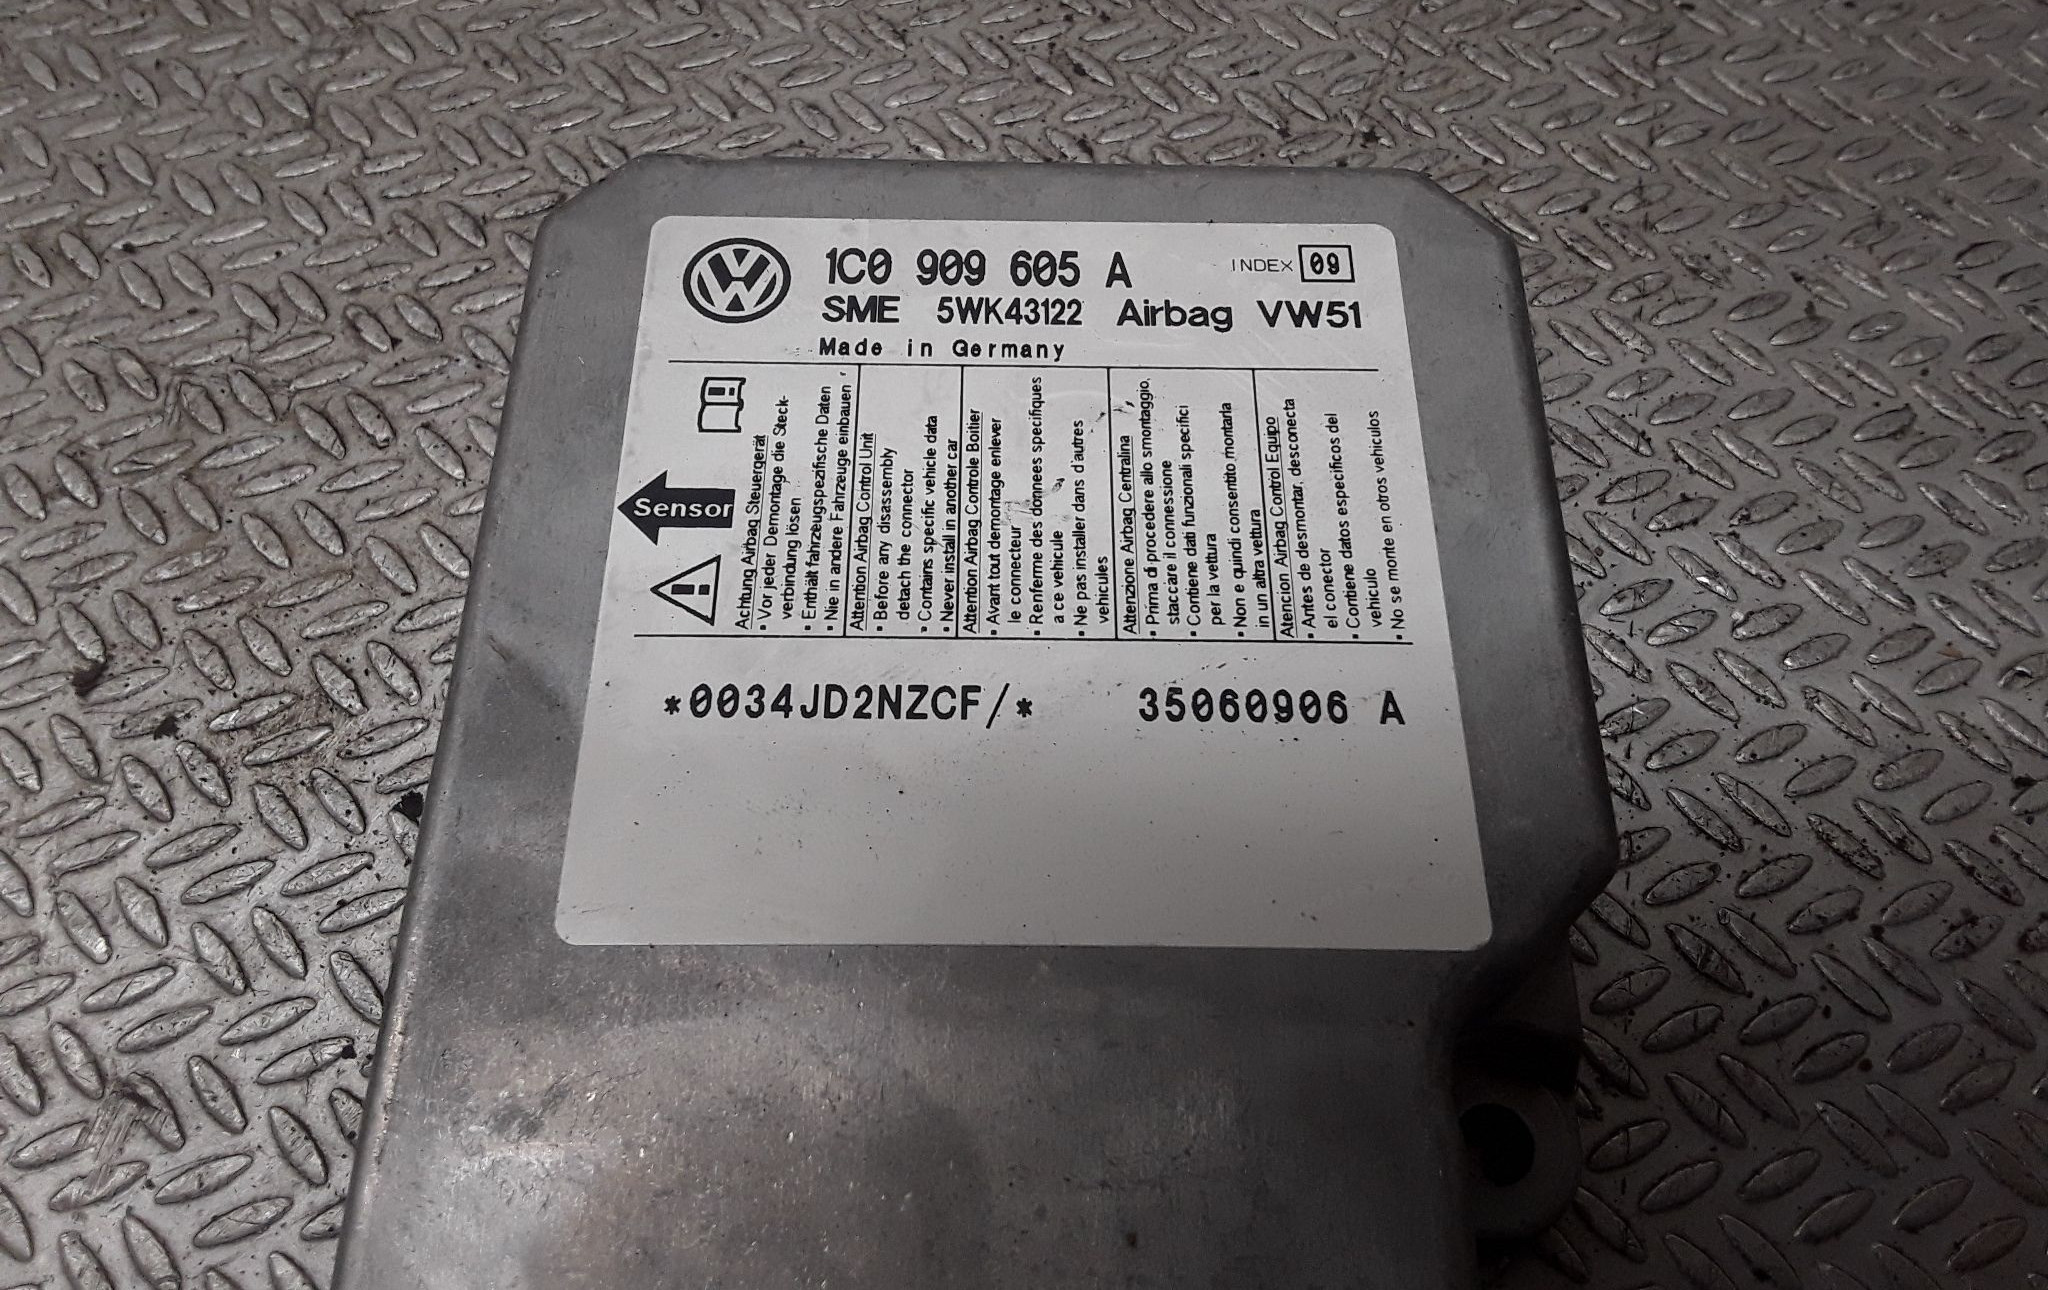 1C0 909 605 A INDEX 09
SME 5WK43122 Airbag VW51
Made in Germany
Sensor
Achtung Airbag Steuergerät
▪ Vor jeder Demontage die Steck-
verbindung lösen
▪ Enthält fahrzeugspezifische Daten
▪ Nie in andere Fahrzeuge einbauen
Attention Airbag Control Unit
▪ Before any disassembly
detach the connector
▪ Contains specific vehicle data
▪ Never install in another car
Attention Airbag Controle Boitier
▪ Avant tout demontage enlever
le connecteur
▪ Renferme des donnees specifiques
a ce vehicule
▪ Ne pas installer dans d'autres
vehicules
Attenzione Airbag Centralina
▪ Prima di procedere allo smontaggio,
staccare il connessione
▪ Contiene dati funzionali specifici
per la vettura
▪ Non e quindi consentito montarla
in un altra vettura
Atencion Airbag Control Equipo
▪ Antes de desmontar, desconecta
el conector
▪ Contiene datos especificos del
vehiculo
▪ No se monte en otros vehiculos
*0034JD2NZCF/* 35060906 A